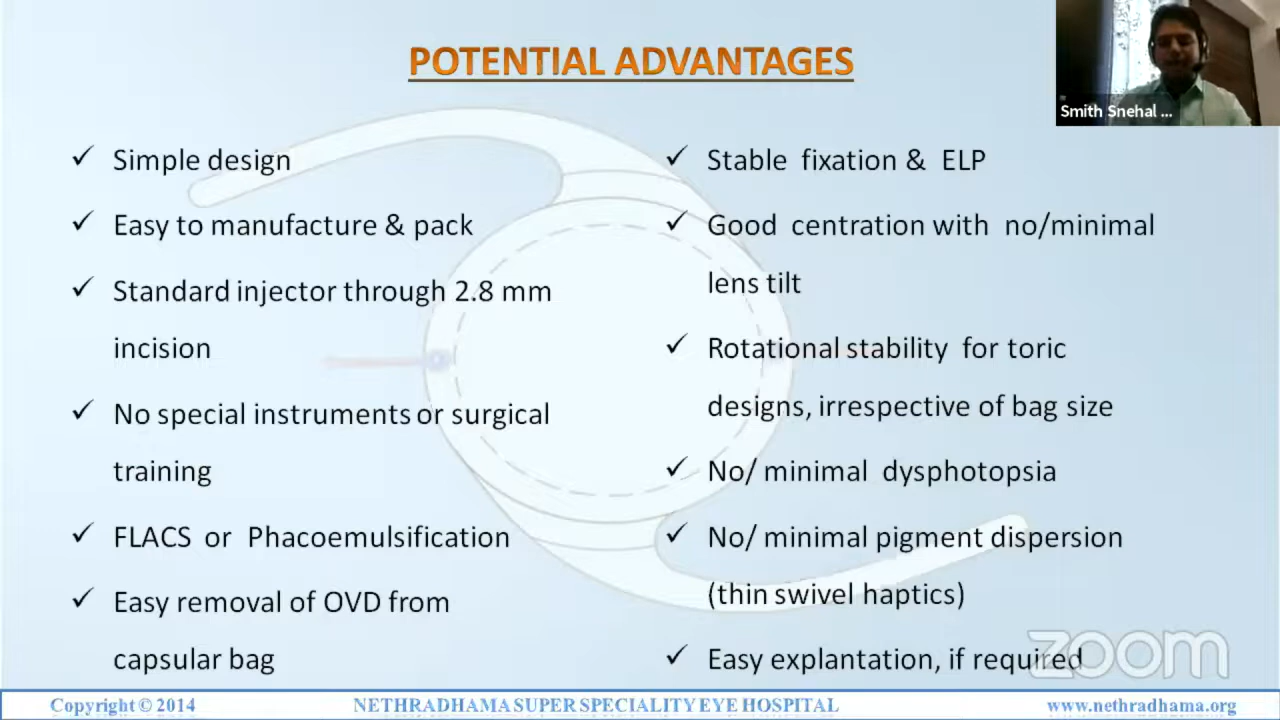 POTENTIAL ADVANTAGES
Smith Snehal ...
✓ Simple design
✓ Easy to manufacture & pack
✓ Standard injector through 2.8 mm
incision
✓ No special instruments or surgical
training
✓ FLACS or Phacoemulsification
✓ Easy removal of OVD from
capsular bag
✓ Stable fixation & ELP
✓ Good centration with no/minimal
lens tilt
✓ Rotational stability for toric
designs, irrespective of bag size
✓ No/ minimal dysphotopsia
✓ No/ minimal pigment dispersion
(thin swivel haptics)
✓ Easy explantation, if required
zoom
Copyright © 2014
NETHRADHAMA SUPER SPECIALITY EYE HOSPITAL
www.nethradhama.org